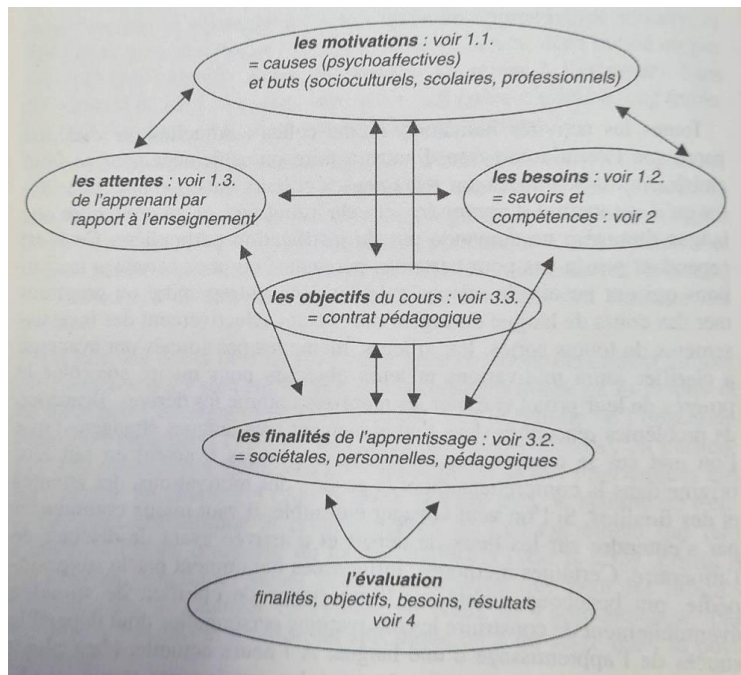 les motivations : voir 1.1.
= causes (psychoaffectives)
et buts (socioculturels, scolaires, professionnels)
les attentes : voir 1.3.
de l'apprenant par
rapport à l'enseignement
les besoins : voir 1.2.
= savoirs et
compétences : voir 2
les objectifs du cours : voir 3.3.
= contrat pédagogique
les finalités de l'apprentissage : voir 3.2.
= sociétales, personnelles, pédagogiques
l'évaluation
finalités, objectifs, besoins, résultats
voir 4